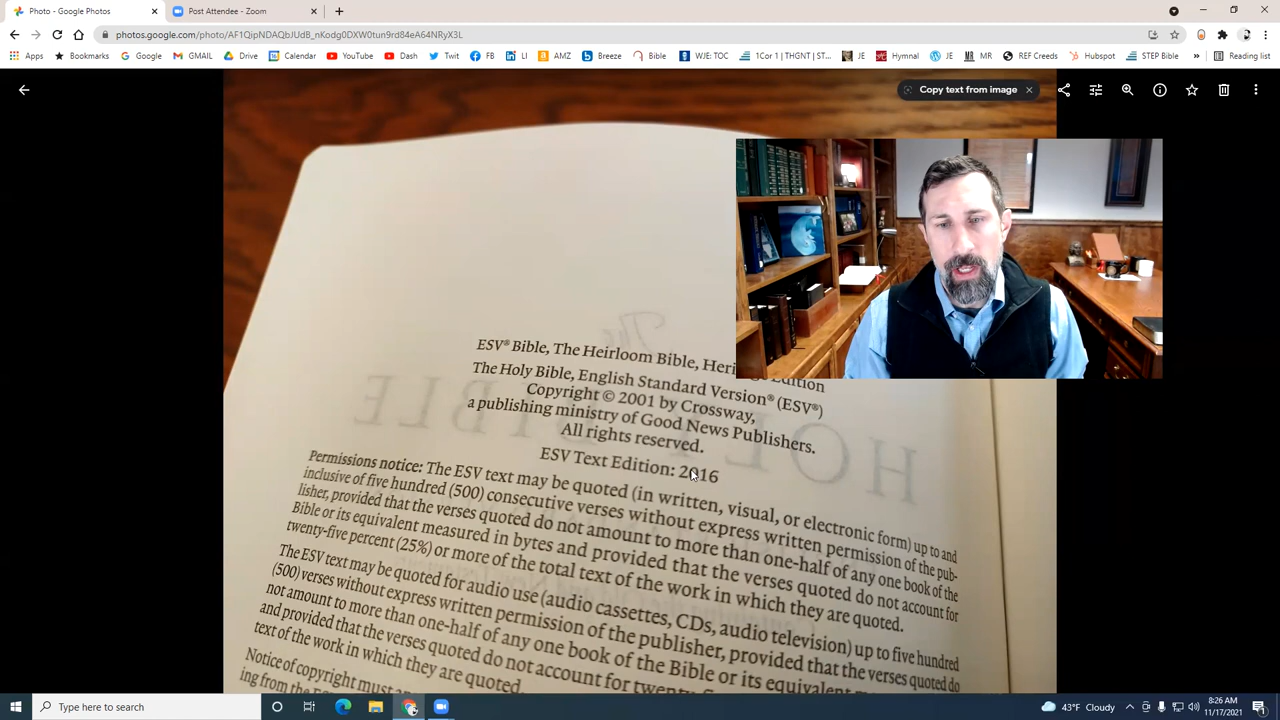 Photo - Google Photos
Post Attendee - Zoom
photos.google.com/photo/AF1QipNDAQbJUdB_nKodg0DXW0tun9rd84eA64NRyX3L
Apps
Bookmarks
Google
GMAIL
Drive
Calendar
YouTube
Dash
Twit
FB
LI
AMZ
Breeze
Bible
WJE: TOC
1Cor 1 | THGNT | ST...
JE
Hymnal
JE
MR
REF Creeds
Hubspot
STEP Bible
»
Reading list
Copy text from image
The
HOLY BIBLE
ESV® Bible, The Heirloom Bible, Heritage Edition
The Holy Bible, English Standard Version® (ESV®)
Copyright © 2001 by Crossway,
a publishing ministry of Good News Publishers.
All rights reserved.
ESV Text Edition: 2016
Permissions notice: The ESV text may be quoted (in written, visual, or electronic form) up to and
inclusive of five hundred (500) consecutive verses without express written permission of the pub-
lisher, provided that the verses quoted do not amount to more than one-half of any one book of the
Bible or its equivalent measured in bytes and provided that the verses quoted do not account for
twenty-five percent (25%) or more of the total text of the work in which they are quoted.
The ESV text may be quoted for audio use (audio cassettes, CDs, audio television) up to five hundred
(500) verses without express written permission of the publisher, provided that the verses quoted do
not amount to more than one-half of any one book of the Bible or its equivalent
and provided that the verses quoted do not account for twenty
text of the work in which they are quoted.
Notice of copyright must
ing from the
Type here to search
43°F Cloudy
8:26 AM
11/17/2021